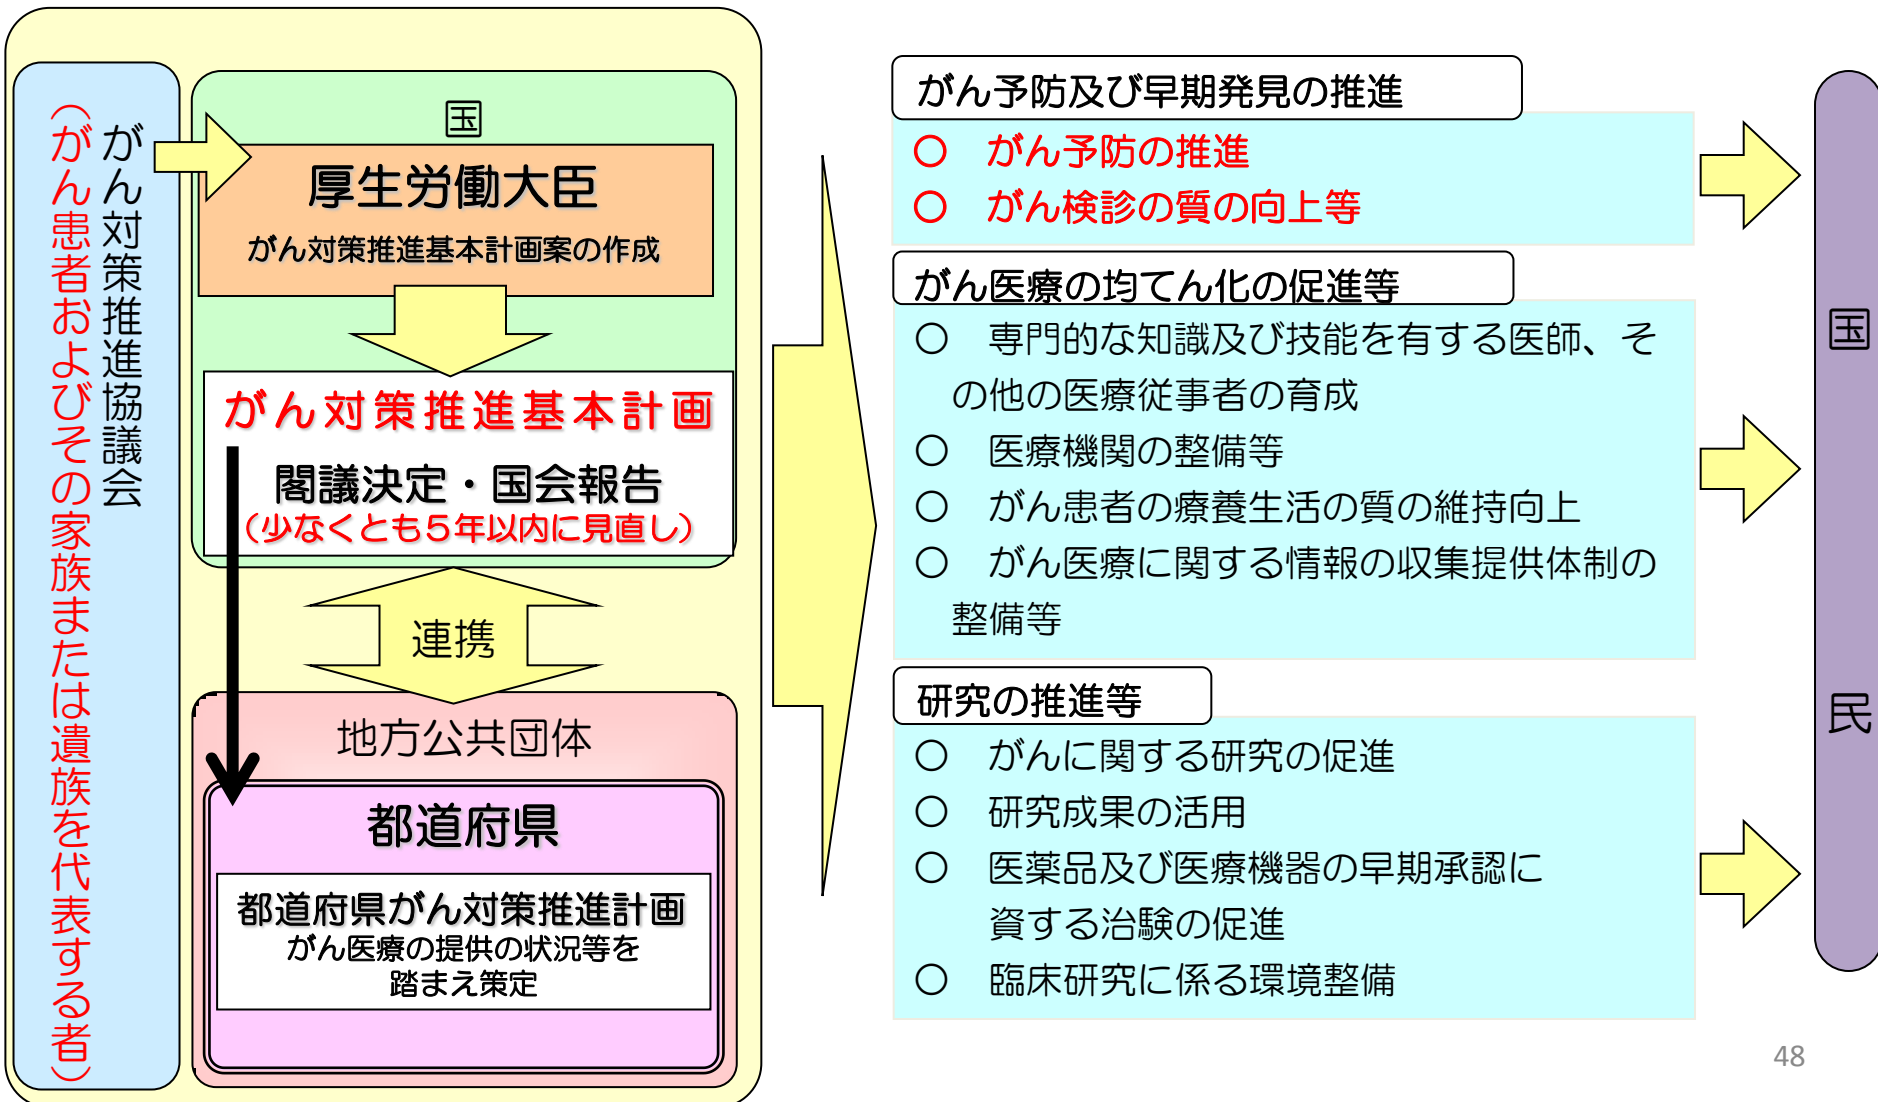 がん対策推進協議会
（がん患者およびその家族または遺族を代表する者）
国
厚生労働大臣
がん対策推進基本計画案の作成
がん対策推進基本計画
閣議決定・国会報告
（少なくとも５年以内に見直し）
連携
地方公共団体
都道府県
都道府県がん対策推進計画
がん医療の提供の状況等を
踏まえ策定
がん予防及び早期発見の推進
○　がん予防の推進
○　がん検診の質の向上等
がん医療の均てん化の促進等
○　専門的な知識及び技能を有する医師、そ
の他の医療従事者の育成
○　医療機関の整備等
○　がん患者の療養生活の質の維持向上
○　がん医療に関する情報の収集提供体制の
整備等
研究の推進等
○　がんに関する研究の促進
○　研究成果の活用
○　医薬品及び医療機器の早期承認に
資する治験の促進
○　臨床研究に係る環境整備
国民
48